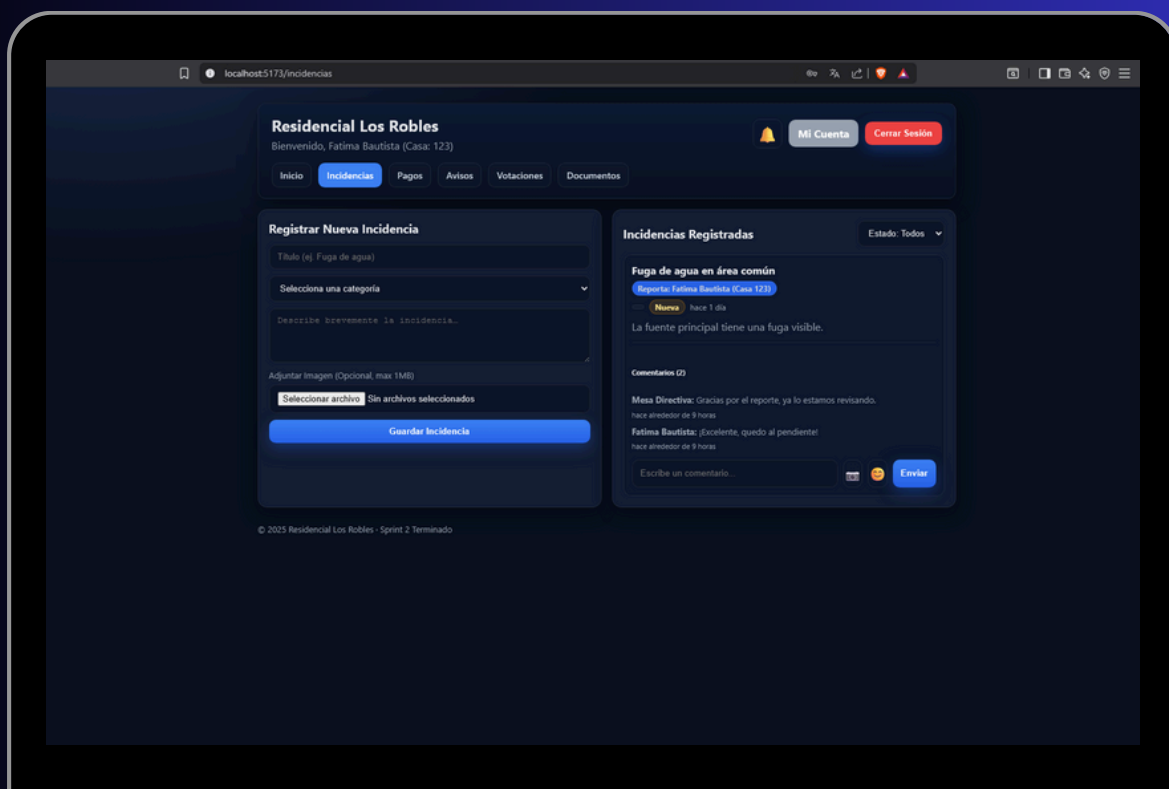 localhost:5173/incidencias
Residencial Los Robles
Bienvenido, Fatima Bautista (Casa: 123)
Mi Cuenta
Cerrar Sesión
Inicio
Incidencias
Pagos
Avisos
Votaciones
Documentos
Registrar Nueva Incidencia
Título (ej. Fuga de agua)
Selecciona una categoría
Describe brevemente la incidencia…
Adjuntar Imagen (Opcional, max 1MB)
Seleccionar archivo Sin archivos seleccionados
Guardar Incidencia
Incidencias Registradas
Estado: Todos
Fuga de agua en área común
Reporta: Fatima Bautista (Casa 123)
Nueva hace 1 día
La fuente principal tiene una fuga visible.
Comentarios (2)
Mesa Directiva: Gracias por el reporte, ya lo estamos revisando.
hace alrededor de 9 horas
Fatima Bautista: ¡Excelente, quedo al pendiente!
hace alrededor de 9 horas
Escribe un comentario...
Enviar
© 2025 Residencial Los Robles - Sprint 2 Terminado